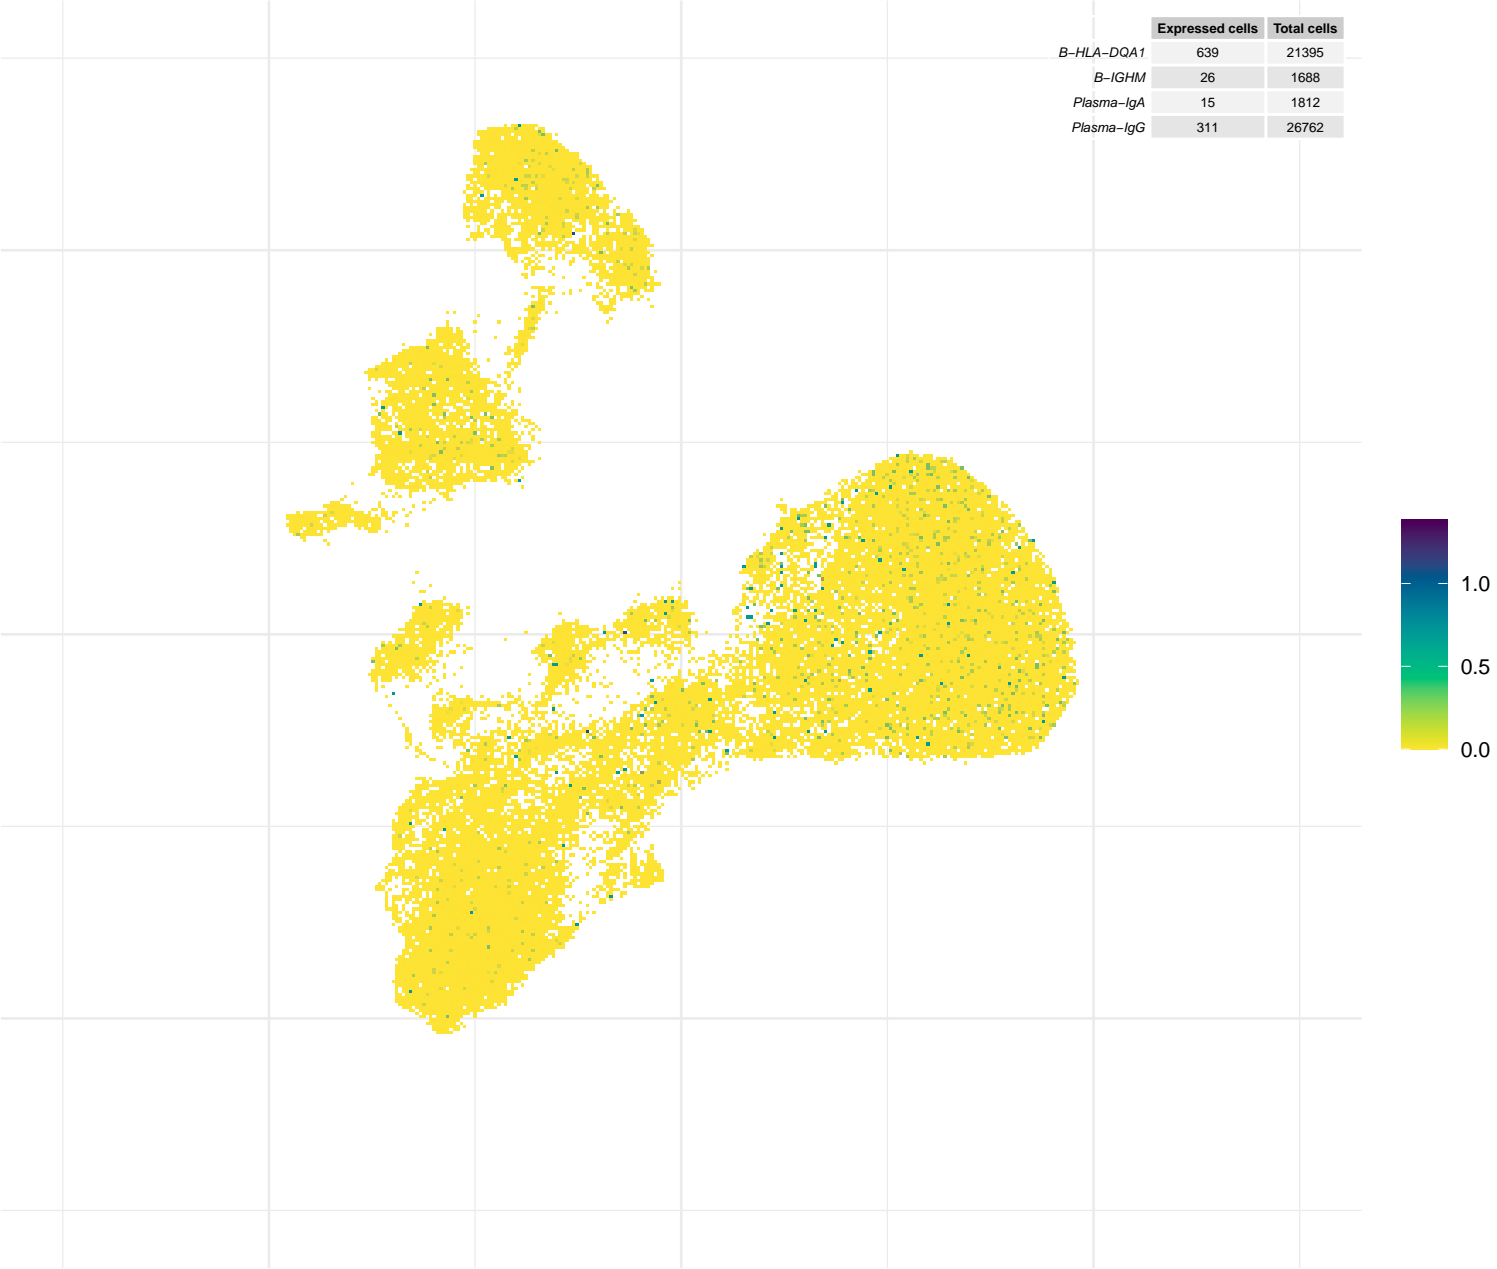 Expressed cells Total cells
B−HLA−DQA1 639 21395
B−IGHM 26 1688
Plasma−IgA 15 1812
Plasma−IgG 311 26762
1.0
0.5
0.0